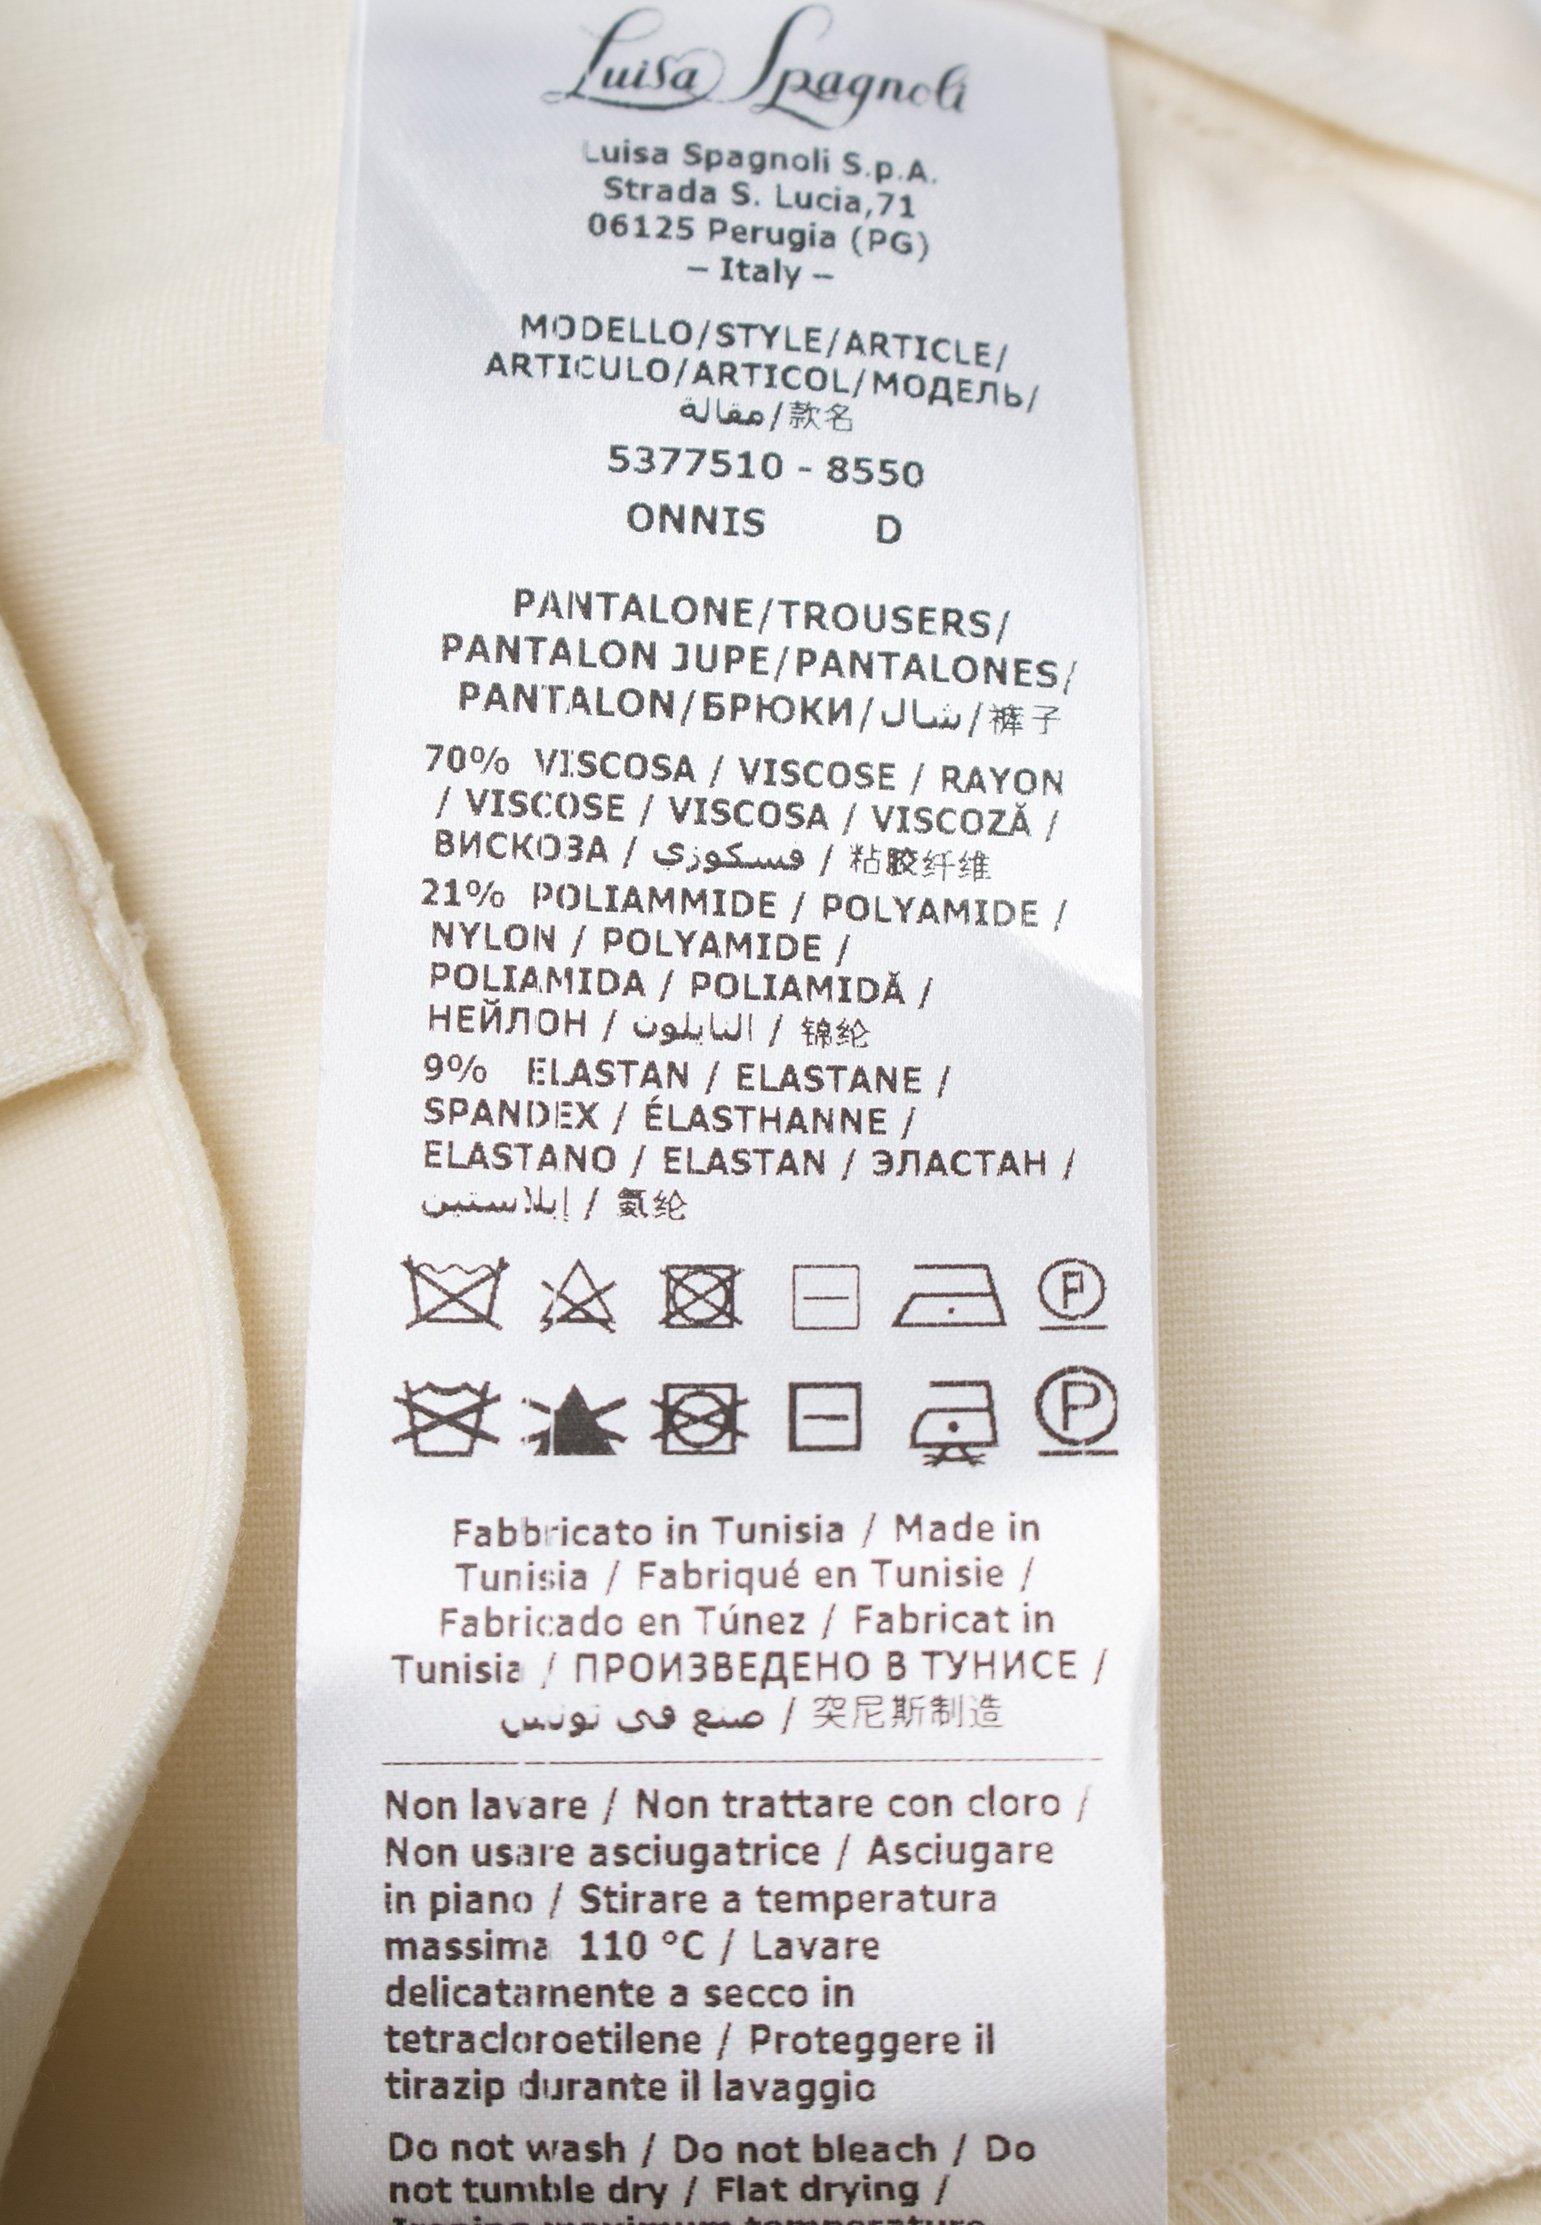 Luisa Spagnoli
Luisa Spagnoli S.p.A.
Strada S. Lucia,71
06125 Perugia (PG)
– Italy –
MODELLO/STYLE/ARTICLE/
ARTICULO/ARTICOL/МОДЕЛЬ/
مقالة/款名
5377510 - 8550
ONNIS D
PANTALONE/TROUSERS/
PANTALON JUPE/PANTALONES/
PANTALON/БРЮКИ/شال/裤子
70% VISCOSA / VISCOSE / RAYON
/ VISCOSE / VISCOSA / VISCOZĂ /
ВИСКОЗА / فسكوزي / 粘胶纤维
21% POLIAMMIDE / POLYAMIDE /
NYLON / POLYAMIDE /
POLIAMIDA / POLIAMIDĂ /
НЕЙЛОН / النايلون / 锦纶
9% ELASTAN / ELASTANE /
SPANDEX / ÉLASTHANNE /
ELASTANO / ELASTAN / ЭЛАСТАН /
إيلاستين / 氨纶
P
P
Fabbricato in Tunisia / Made in
Tunisia / Fabriqué en Tunisie /
Fabricado en Túnez / Fabricat in
Tunisia / ПРОИЗВЕДЕНО В ТУНИСЕ /
صنع في تونس / 突尼斯制造
Non lavare / Non trattare con cloro /
Non usare asciugatrice / Asciugare
in piano / Stirare a temperatura
massima 110 °C / Lavare
delicatamente a secco in
tetracloroetilene / Proteggere il
tirazip durante il lavaggio
Do not wash / Do not bleach / Do
not tumble dry / Flat drying /
Ironing maximum temperature